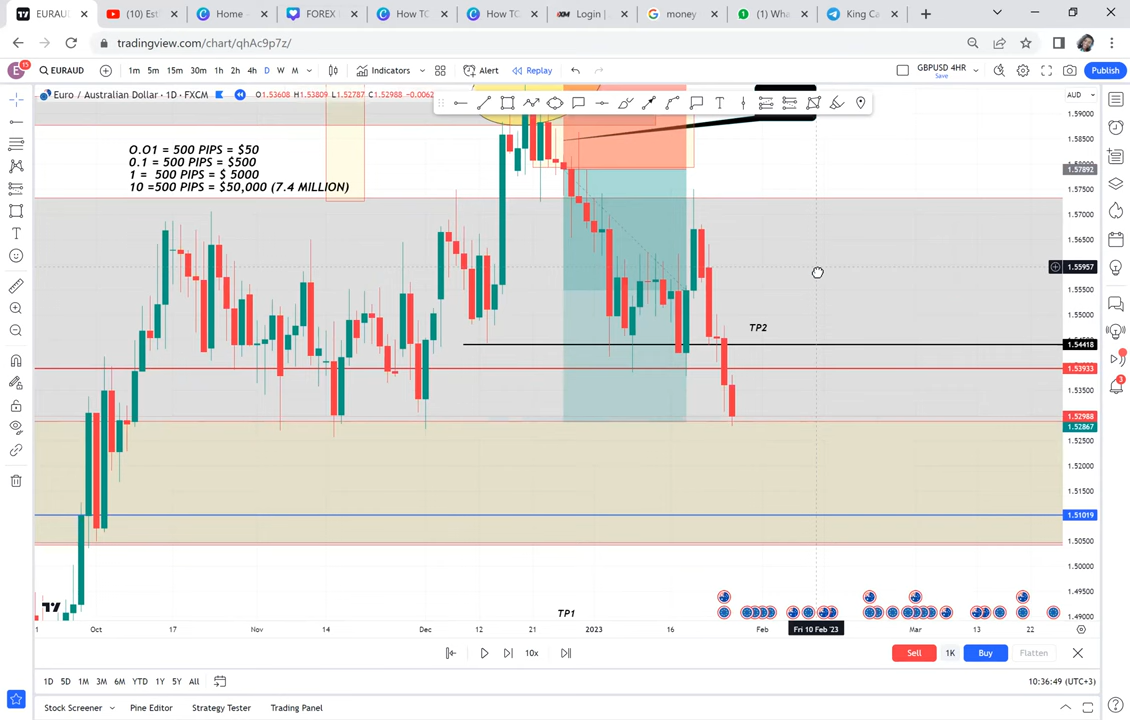 EURAUD
(10) Est
Home -
FOREX
How TC
How TC
Login |
money
(1) Wha
King Ca
tradingview.com/chart/qhAc9p7z/
E 15 EURAUD 1m 5m 15m 30m 1h 2h 4h D W M Indicators Alert Replay GBPUSD 4HR Save Publish
Euro / Australian Dollar · 1D · FXCM O1.53608 H1.53809 L1.52787 C1.52988 -0.0062
AUD
1.59000
1.58500
1.57892
1.57500
1.57000
1.56500
1.55957
1.55500
1.55000
1.54418
1.53933
1.53500
1.52988
1.52867
1.52500
1.52000
1.51500
1.51019
1.50500
1.50000
1.49500
1.49000
O.O1 = 500 PIPS = $50
0.1 = 500 PIPS = $500
1 = 500 PIPS = $ 5000
10 =500 PIPS = $50,000 (7.4 MILLION)
TP2
TP1
Oct 17 Nov 14 Dec 12 21 2023 16 Feb Fri 10 Feb '23 Mar 13 22
10x Sell 1K Buy Flatten
1D 5D 1M 3M 6M YTD 1Y 5Y All 10:36:49 (UTC+3)
Stock Screener Pine Editor Strategy Tester Trading Panel